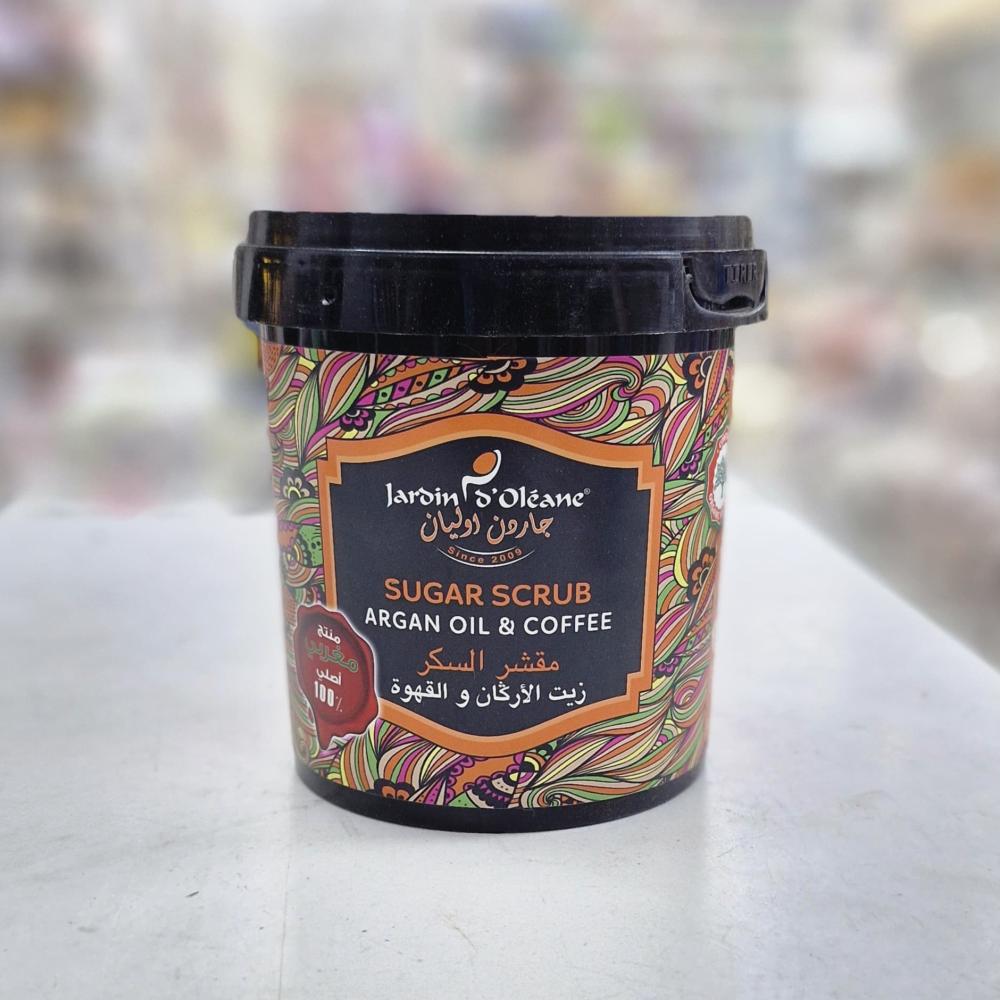 Jardin d'Oléane®
جاردن اوليان
Since 2009
SUGAR SCRUB
ARGAN OIL & COFFEE
مقشر السكر
زيت الأرݣان و القهوة
منتج
مغربي
أصلي
100٪